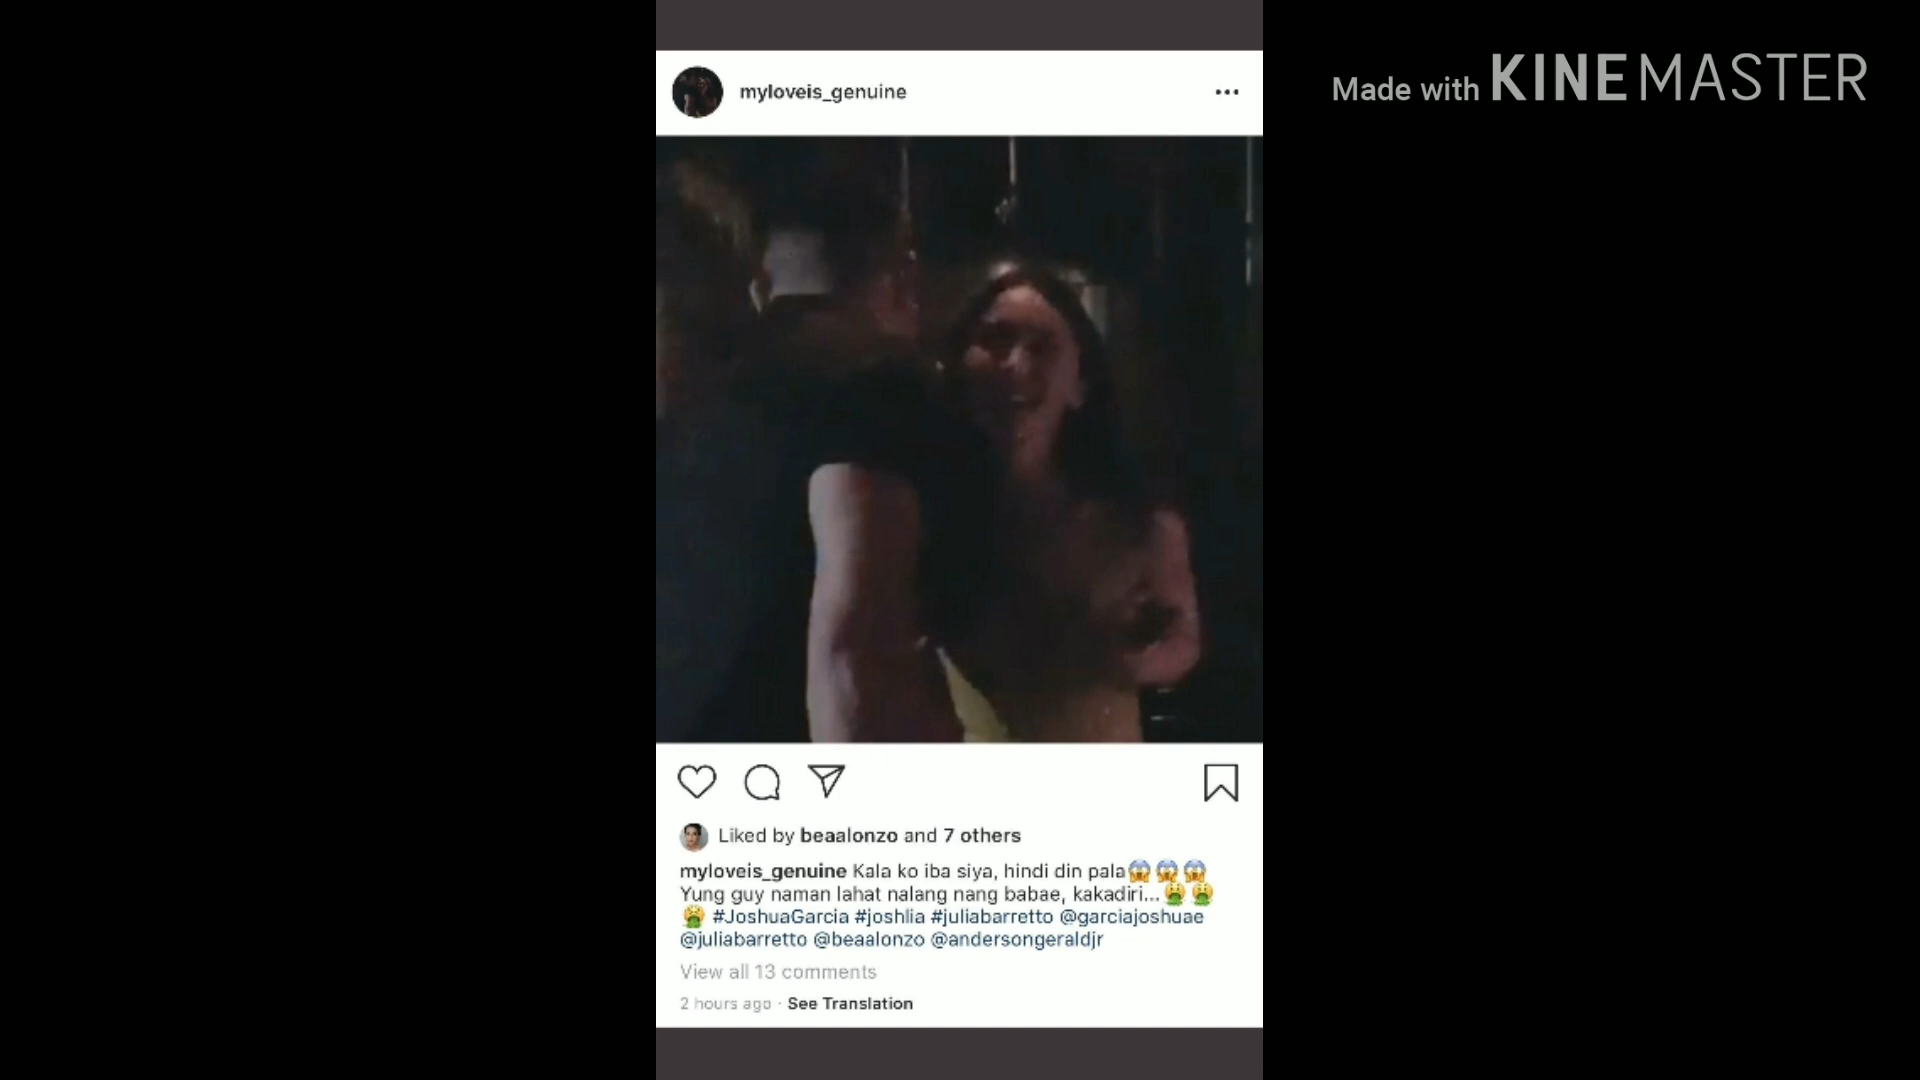 Made with KINEMASTER
myloveis_genuine
Liked by beaalonzo and 7 others
myloveis_genuine Kala ko iba siya, hindi din pala😱😱😱
Yung guy naman lahat nalang nang babae, kakadiri...🤮🤮
🤮 #JoshuaGarcia #joshlia #juliabarretto @garciajoshuae
@juliabarretto @beaalonzo @andersongeraldjr
View all 13 comments
2 hours ago · See Translation